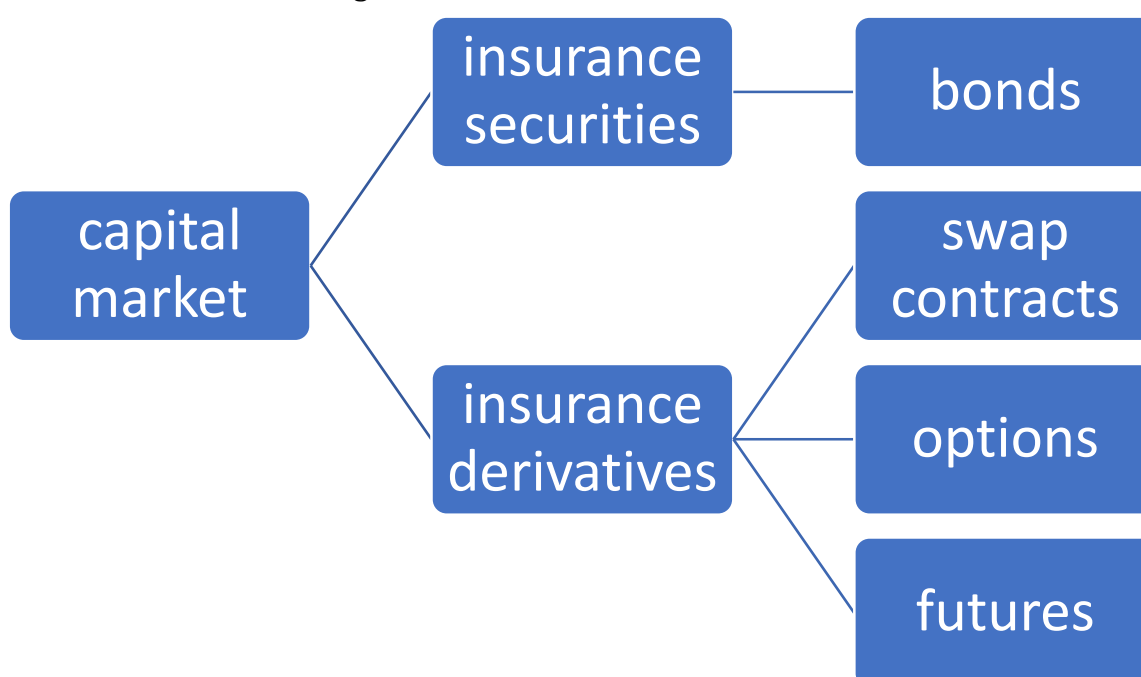 insurance
securities
bonds
capital
market
swap
contracts
insurance
derivatives
options
futures